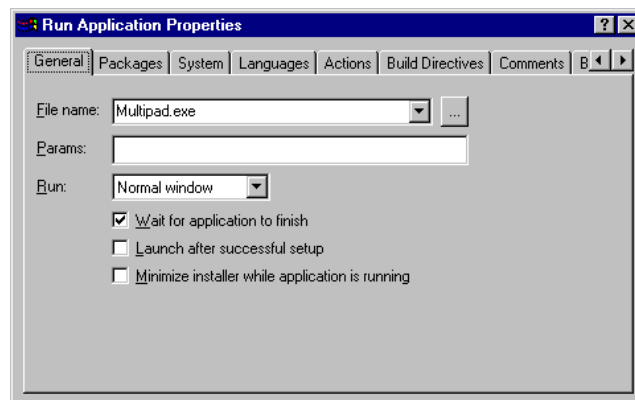 Run Application Properties
General Packages System Languages Actions Build Directives Comments B
File name: Multipad.exe ...
Params:
Run: Normal window
Wait for application to finish
Launch after successful setup
Minimize installer while application is running